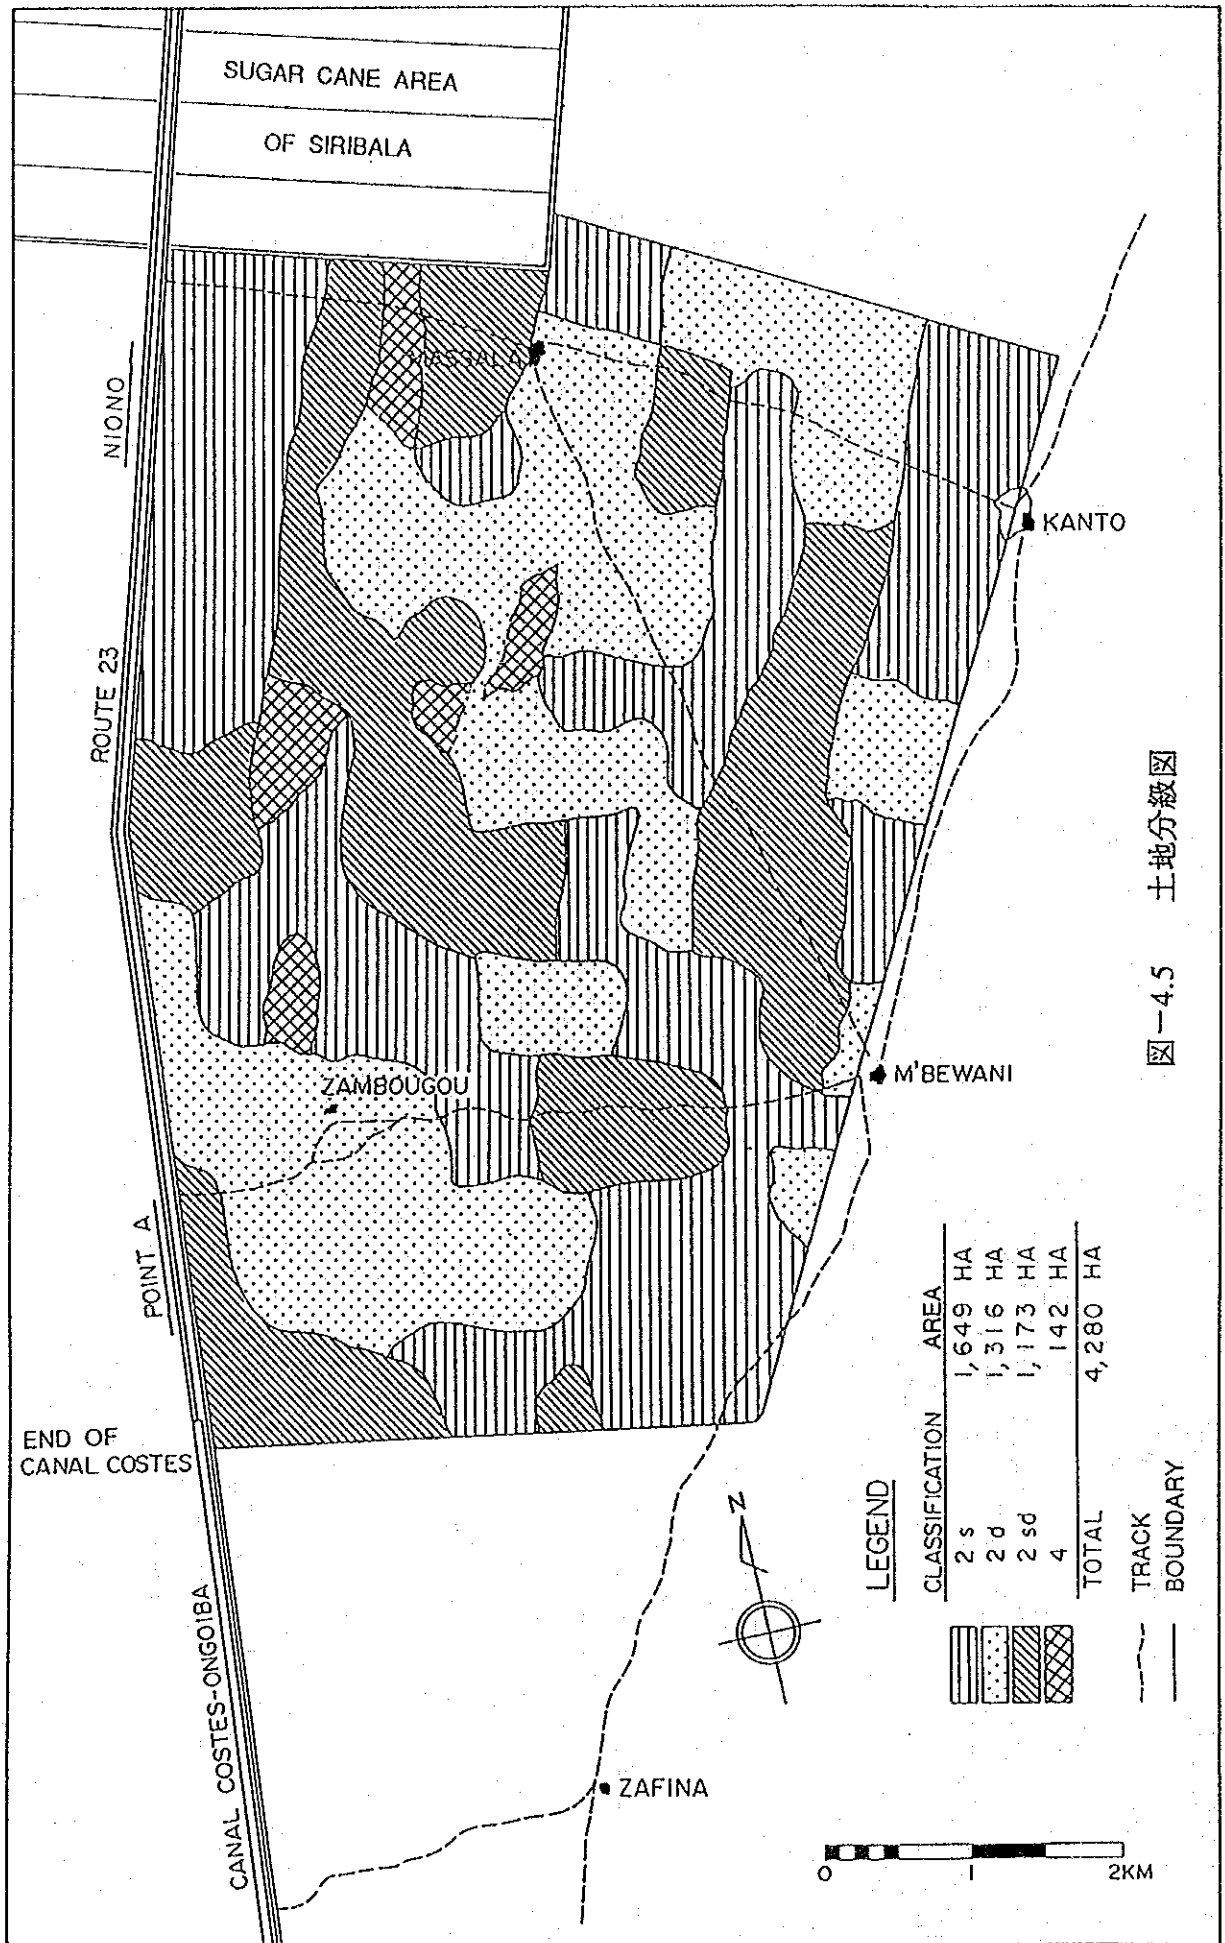 SUGAR CANE AREA
OF SIRIBALA
NIONO
MASSALA
KANTO
ROUTE 23
ZAMBOUGOU
M'BEWANI
POINT A
END OF
CANAL COSTES
CANAL COSTES-ONGOIBA
ZAFINA
N
LEGEND
CLASSIFICATION AREA
2 s 1,649 HA
2 d 1,316 HA
2 sd 1,173 HA
4 142 HA
TOTAL 4,280 HA
TRACK
BOUNDARY
0 1 2KM
図-4.5 土地分級図